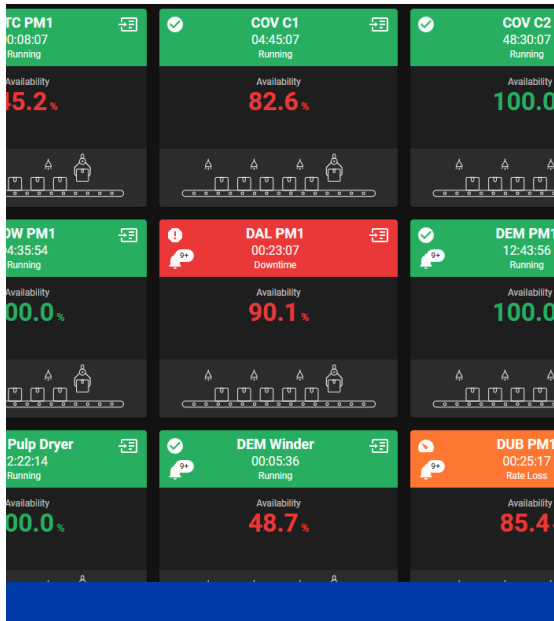 TC PM1
0:08:07
Running
Availability
5.2 %
COV C1
04:45:07
Running
Availability
82.6 %
COV C2
48:30:07
Running
Availability
100.0
OW PM1
4:35:54
Running
Availability
00.0 %
9+
DAL PM1
00:23:07
Downtime
Availability
90.1 %
9+
DEM PM1
12:43:56
Running
Availability
100.0
Pulp Dryer
2:22:14
Running
Availability
00.0 %
9+
DEM Winder
00:05:36
Running
Availability
48.7 %
9+
DUB PM1
00:25:17
Rate Loss
Availability
85.4